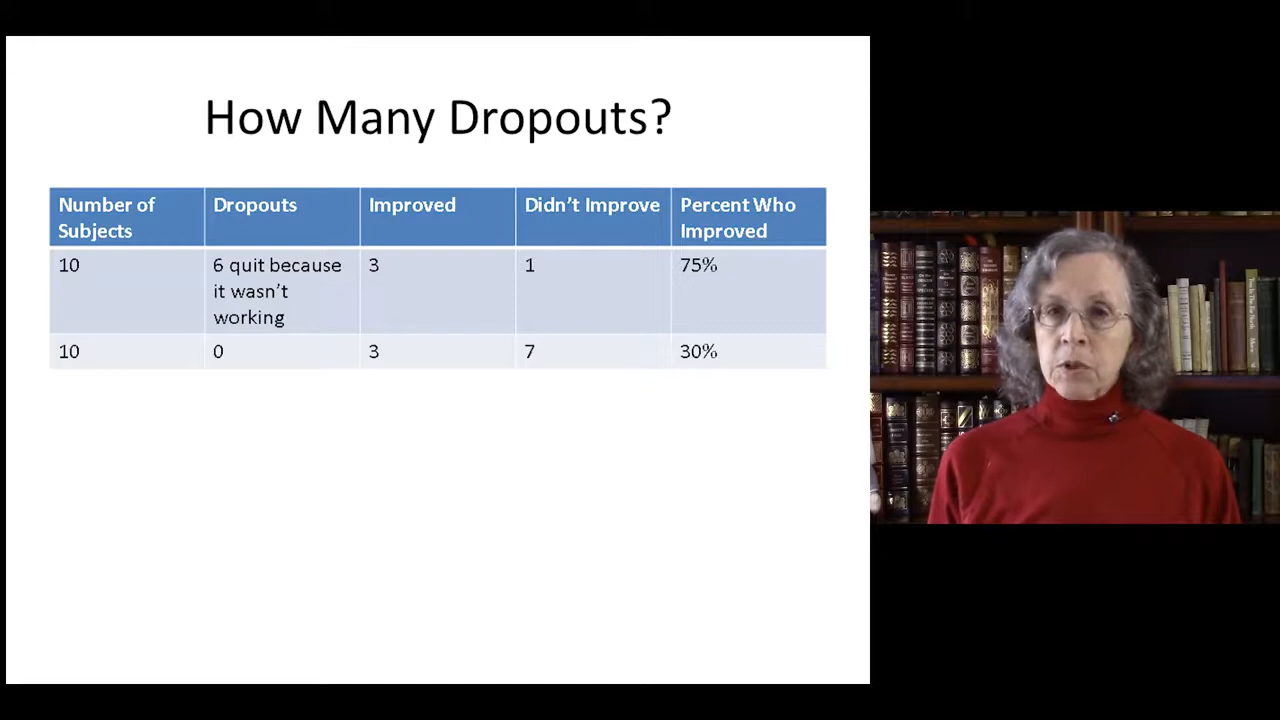 How Many Dropouts?
Number of Subjects
Dropouts
Improved
Didn’t Improve
Percent Who Improved
10
6 quit because it wasn’t working
3
1
75%
10
0
3
7
30%